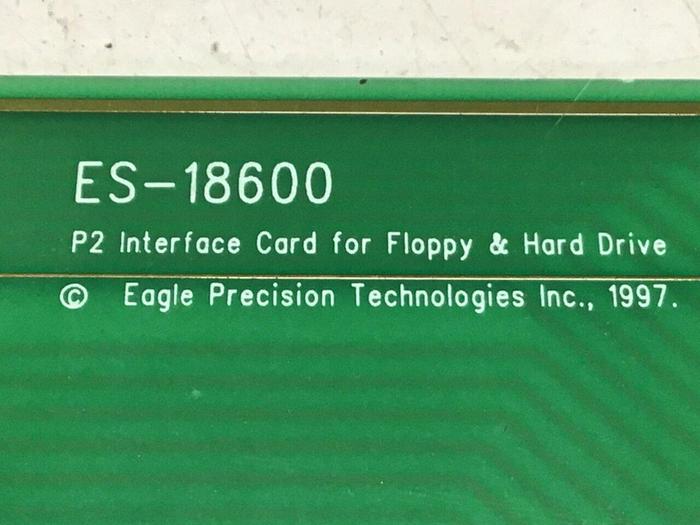 ES-18600
P2 Interface Card for Floppy & Hard Drive
© Eagle Precision Technologies Inc., 1997.